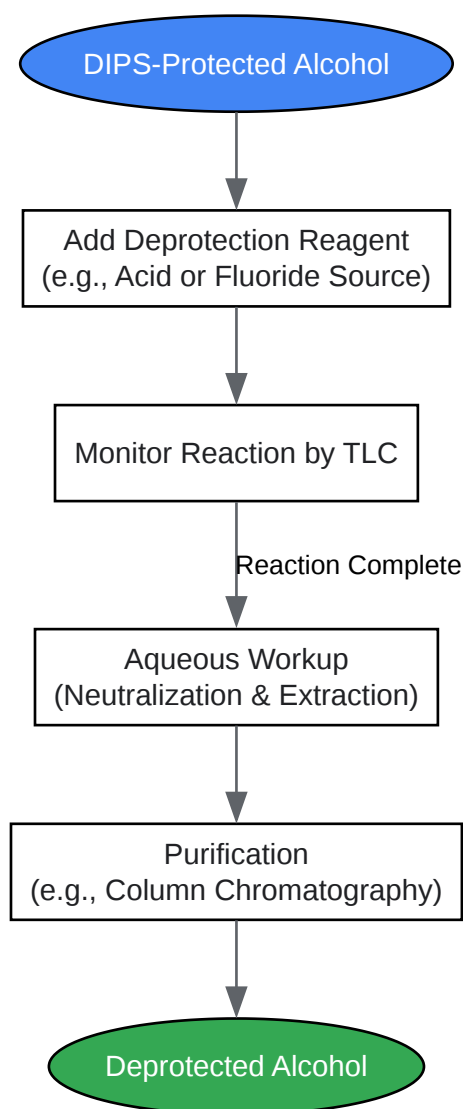 DIPS-Protected Alcohol
Add Deprotection Reagent
(e.g., Acid or Fluoride Source)
Monitor Reaction by TLC
Reaction Complete
Aqueous Workup
(Neutralization & Extraction)
Purification
(e.g., Column Chromatography)
Deprotected Alcohol